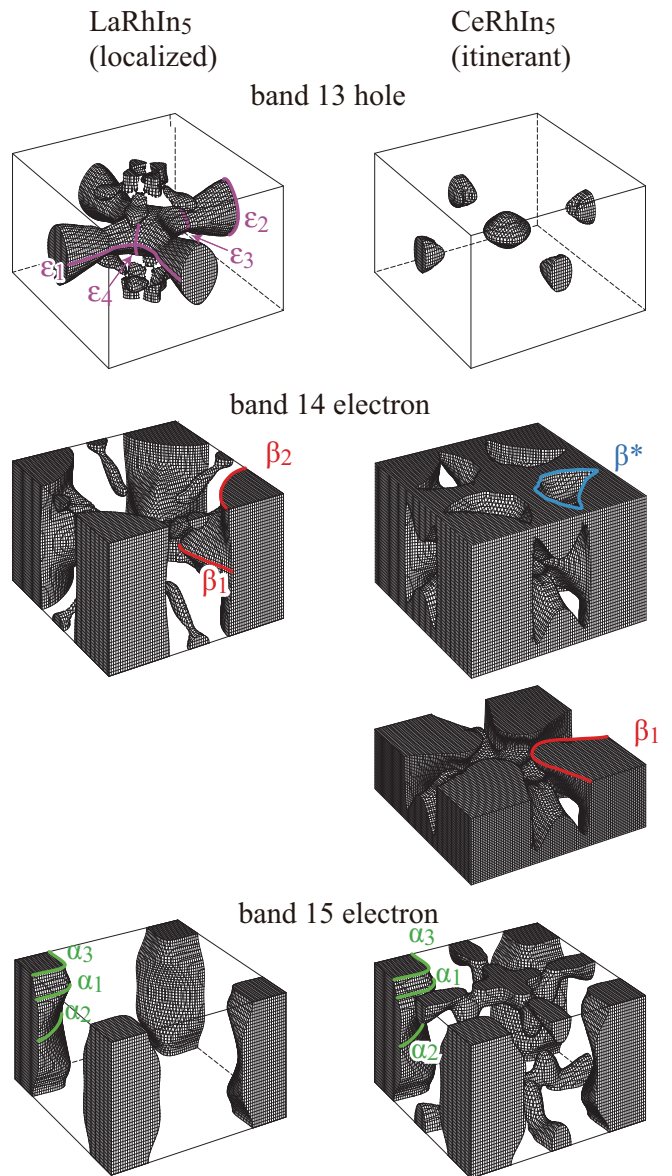 LaRhIn₅
(localized)
CeRhIn₅
(itinerant)
band 13 hole
ε₂
ε₁
ε₃
ε₄
band 14 electron
β₂
β*
β₁
β₁
band 15 electron
α₃
α₁
α₂
α₃
α₁
α₂